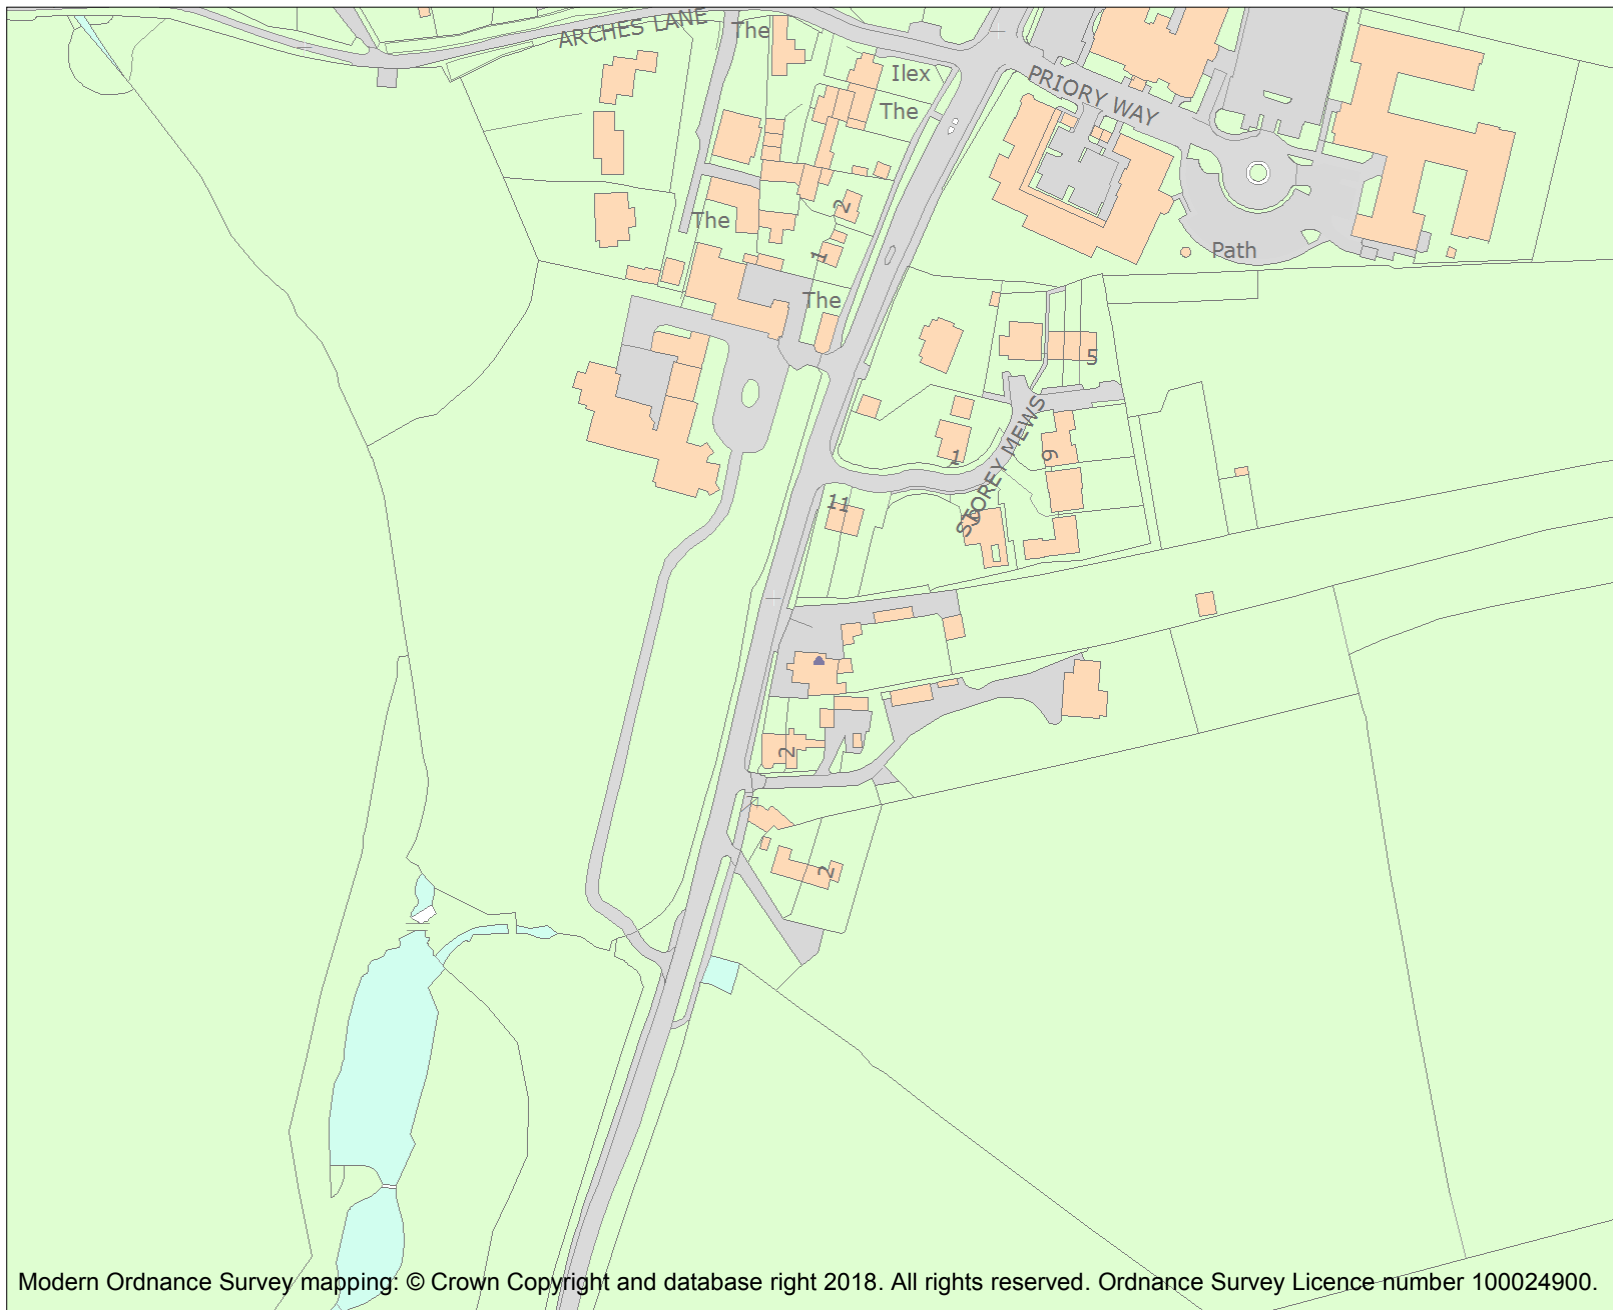 ARCHES LANE
The
Ilex
The
PRIORY WAY
2
The
1
Path
The
5
STOREY MEWS
6
1
11
9
2
2
Modern Ordnance Survey mapping: © Crown Copyright and database right 2018. All rights reserved. Ordnance Survey Licence number 100024900.